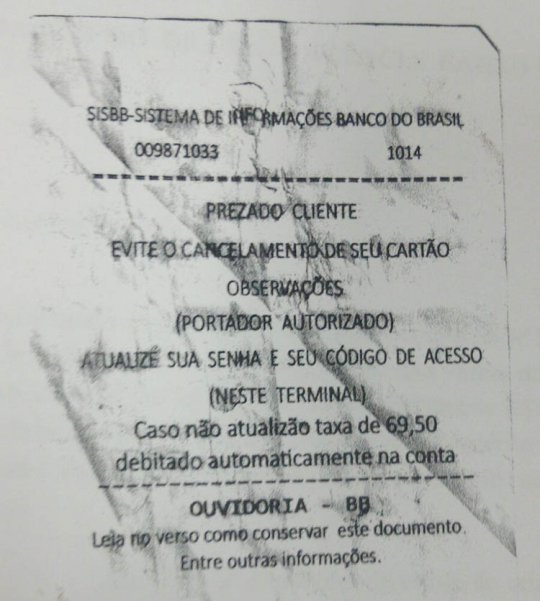 SISBB-SISTEMA DE INFORMAÇÕES BANCO DO BRASIL
009871033 1014
PREZADO CLIENTE
EVITE O CANCELAMENTO DE SEU CARTÃO
OBSERVAÇÕES
(PORTADOR AUTORIZADO)
ATUALIZE SUA SENHA E SEU CÓDIGO DE ACESSO
(NESTE TERMINAL)
Caso não atualizão taxa de 69,50
debitado automaticamente na conta
OUVIDORIA - BB
Leia no verso como conservar este documento.
Entre outras informações.